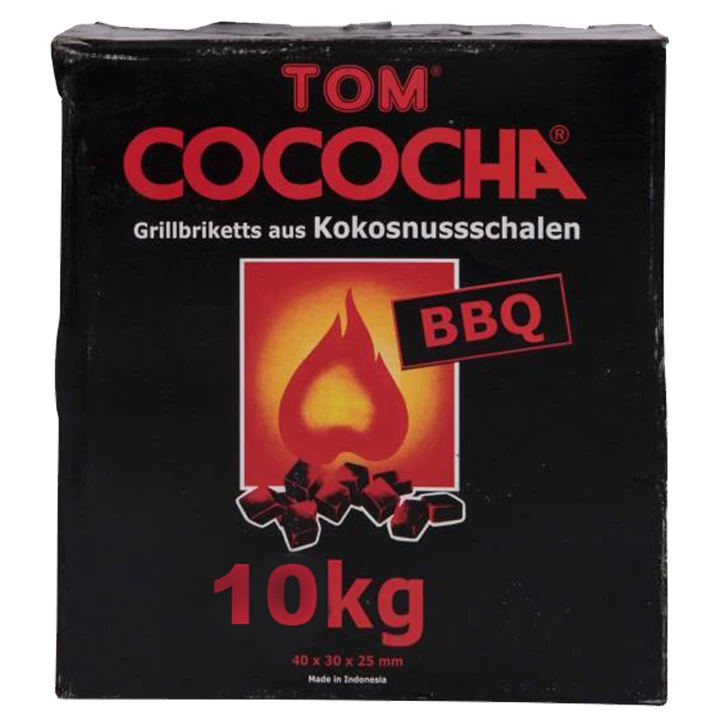 TOM®
COCOCHA®
Grillbriketts aus Kokosnussschalen
BBQ
10kg
40 x 30 x 25 mm
Made in Indonesia